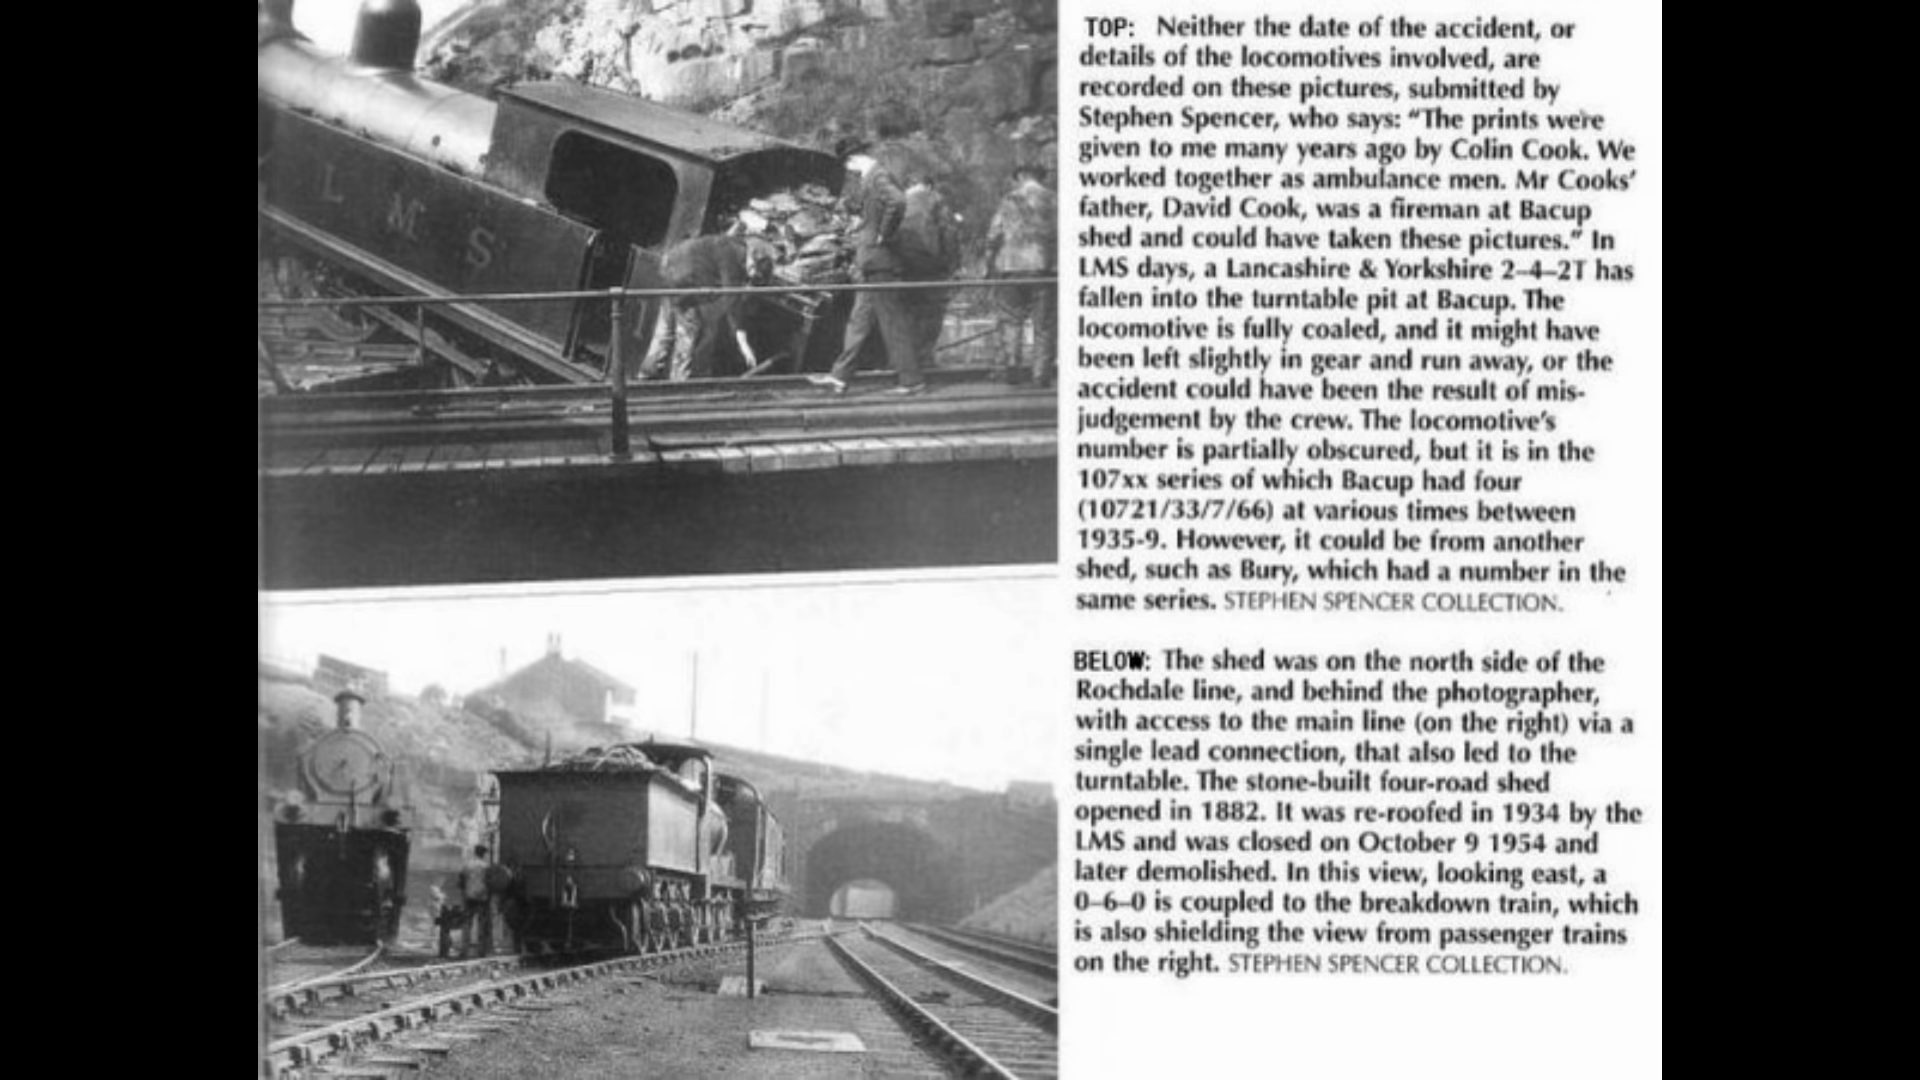 L M S
TOP: Neither the date of the accident, or
details of the locomotives involved, are
recorded on these pictures, submitted by
Stephen Spencer, who says: “The prints were
given to me many years ago by Colin Cook. We
worked together as ambulance men. Mr Cooks’
father, David Cook, was a fireman at Bacup
shed and could have taken these pictures.” In
LMS days, a Lancashire & Yorkshire 2–4–2T has
fallen into the turntable pit at Bacup. The
locomotive is fully coaled, and it might have
been left slightly in gear and run away, or the
accident could have been the result of mis-
judgement by the crew. The locomotive’s
number is partially obscured, but it is in the
107xx series of which Bacup had four
(10721/33/7/66) at various times between
1935-9. However, it could be from another
shed, such as Bury, which had a number in the
same series. STEPHEN SPENCER COLLECTION.
BELOW: The shed was on the north side of the
Rochdale line, and behind the photographer,
with access to the main line (on the right) via a
single lead connection, that also led to the
turntable. The stone-built four-road shed
opened in 1882. It was re-roofed in 1934 by the
LMS and was closed on October 9 1954 and
later demolished. In this view, looking east, a
0–6–0 is coupled to the breakdown train, which
is also shielding the view from passenger trains
on the right. STEPHEN SPENCER COLLECTION.